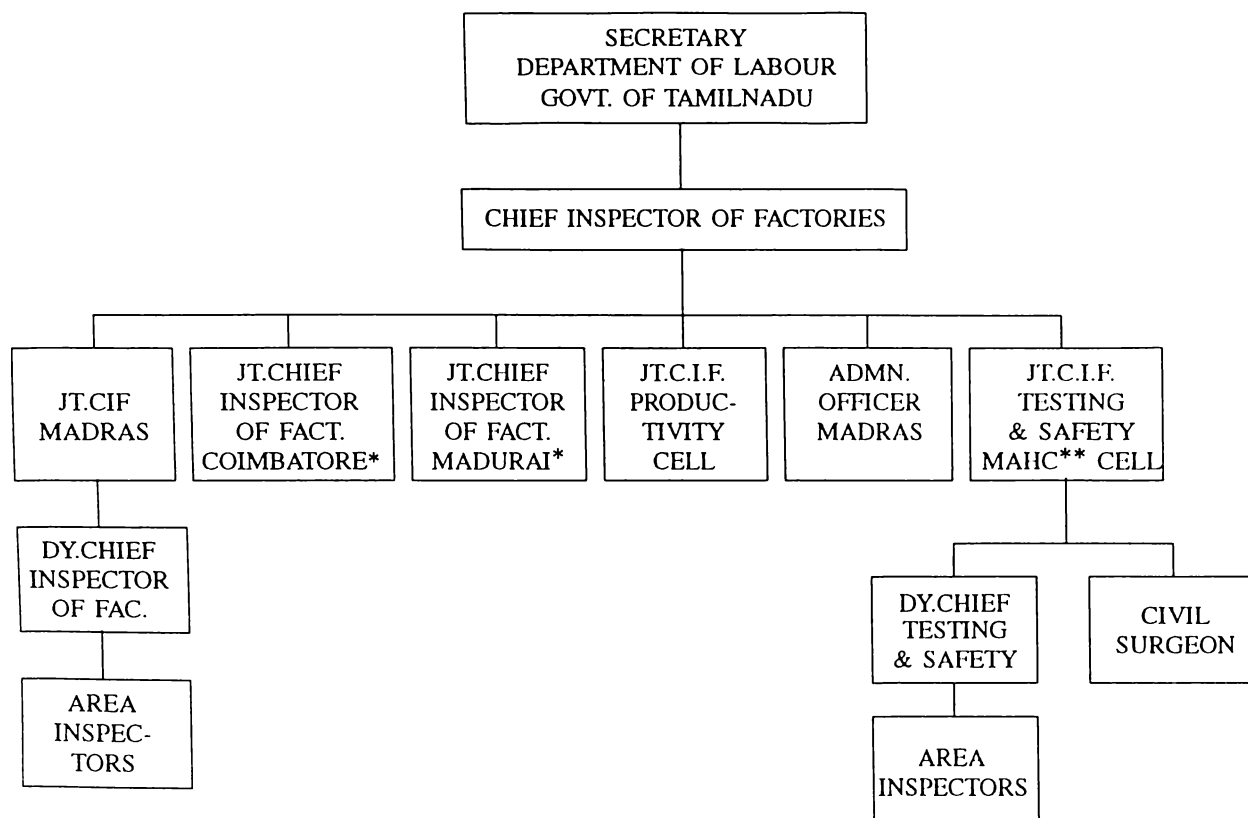 SECRETARY
DEPARTMENT OF LABOUR
GOVT. OF TAMILNADU
CHIEF INSPECTOR OF FACTORIES
JT.CIF
MADRAS
JT.CHIEF
INSPECTOR
OF FACT.
COIMBATORE*
JT.CHIEF
INSPECTOR
OF FACT.
MADURAI*
JT.C.I.F.
PRODUC-
TIVITY
CELL
ADMN.
OFFICER
MADRAS
JT.C.I.F.
TESTING
& SAFETY
MAHC** CELL
DY.CHIEF
INSPECTOR
OF FAC.
AREA
INSPEC-
TORS
DY.CHIEF
TESTING
& SAFETY
CIVIL
SURGEON
AREA
INSPECTORS